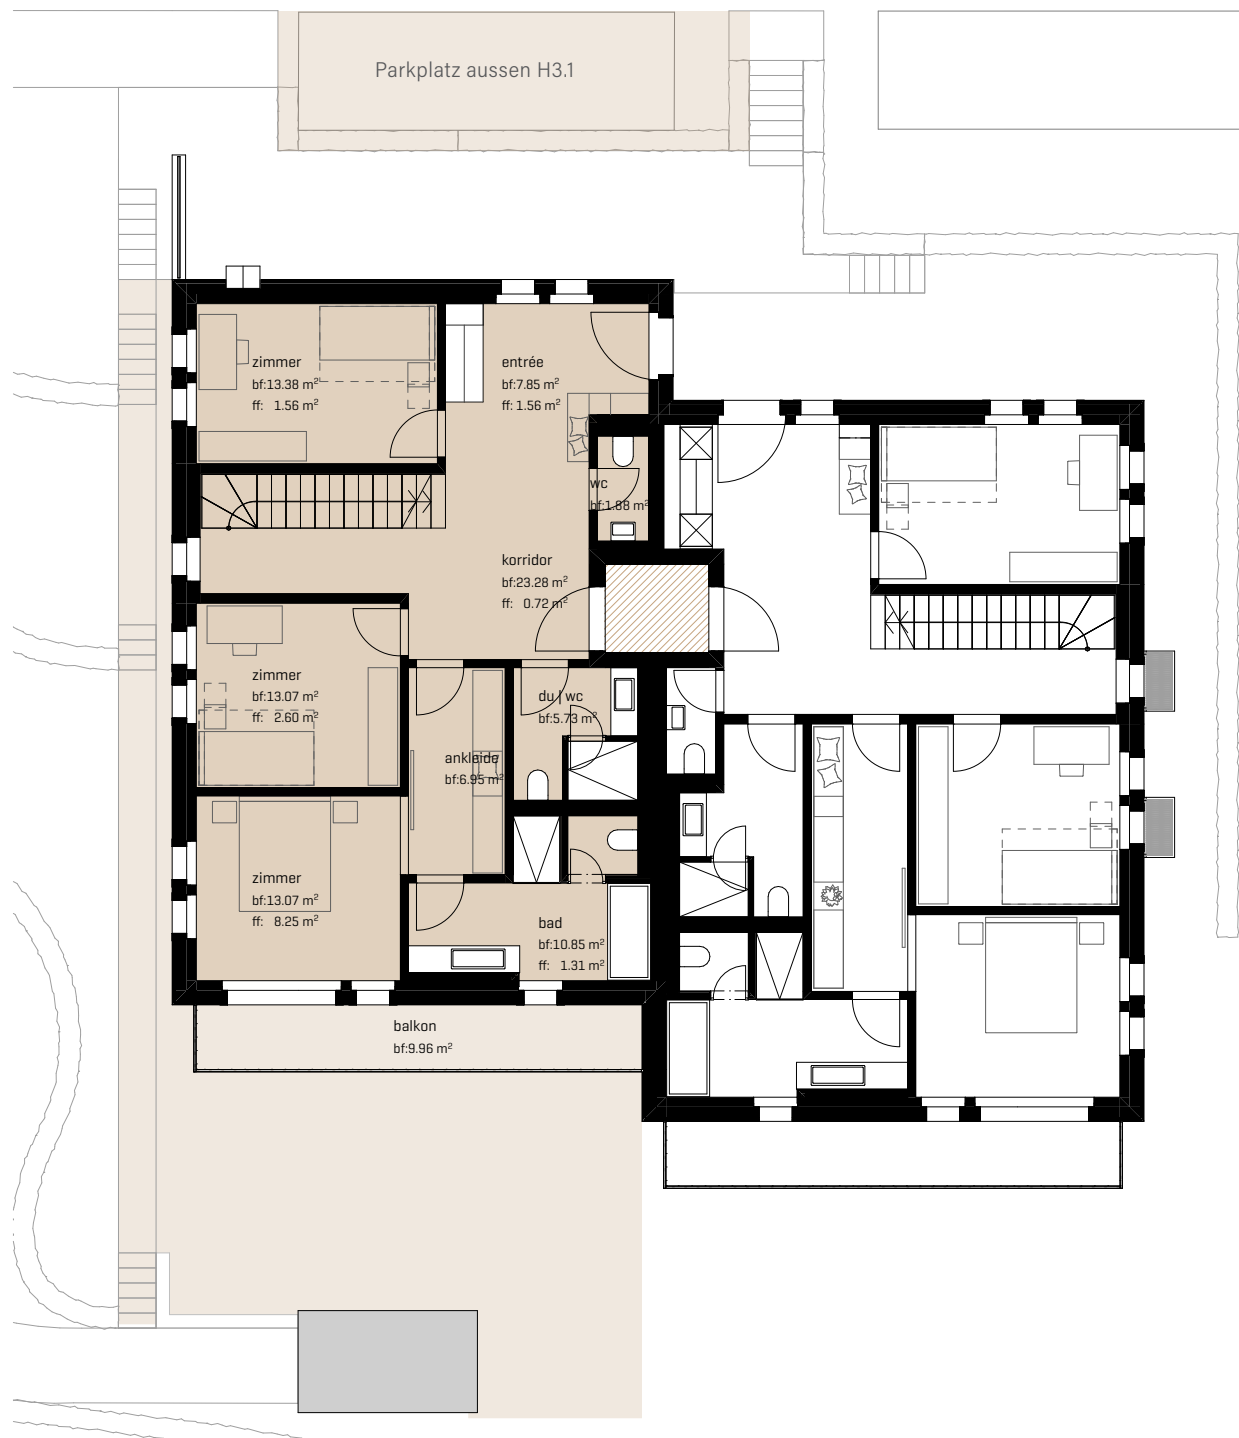 Parkplatz aussen H3.1
zimmer
bf:13.38 m²
ff: 1.56 m²
entrée
bf:7.85 m²
ff: 1.56 m²
wc
bf:1.88 m²
korridor
bf:23.28 m²
ff: 0.72 m²
zimmer
bf:13.07 m²
ff: 2.60 m²
du | wc
bf:5.73 m²
ankleide
bf:6.95 m²
zimmer
bf:13.07 m²
ff: 8.25 m²
bad
bf:10.85 m²
ff: 1.31 m²
balkon
bf:9.96 m²